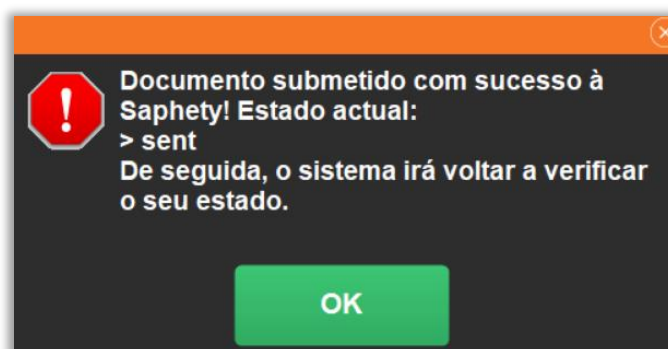 Documento submetido com sucesso à
Saphety! Estado actual:
> sent
De seguida, o sistema irá voltar a verificar
o seu estado.
OK